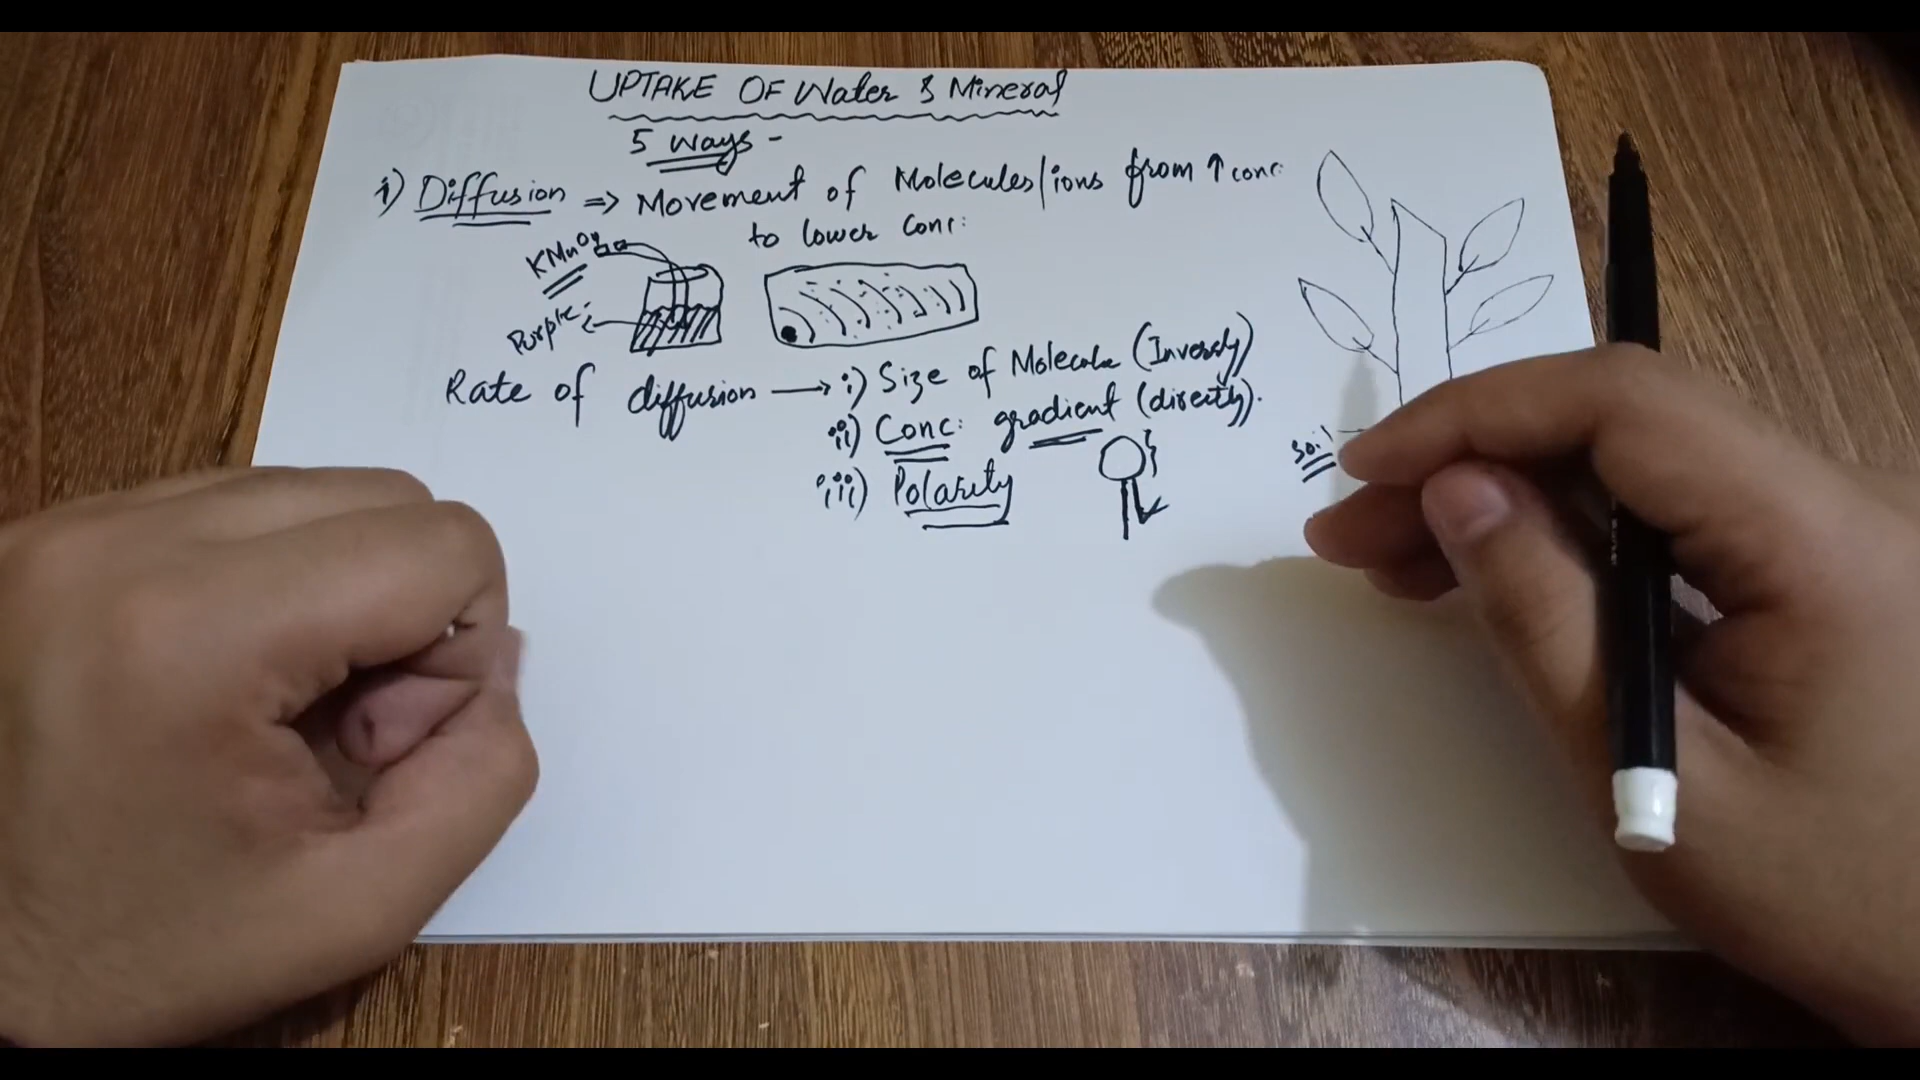 UPTAKE OF Water & Mineral
5 ways -
i) Diffusion => Movement of Molecules/ions from ↑ conc:
to lower conc:
KMnO4
Purple:
Rate of diffusion → i) Size of Molecule (Inversly)
ii) Conc: gradient (directly).
iii) Polarity
soil